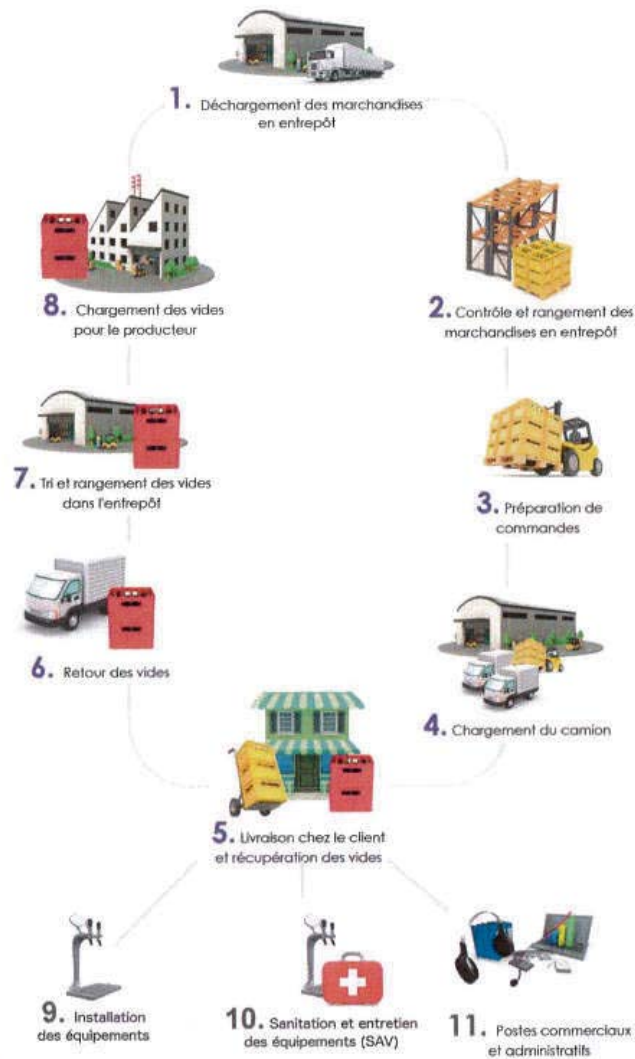 1. Déchargement des marchandises
en entrepôt
2. Contrôle et rangement des
marchandises en entrepôt
3. Préparation de
commandes
4. Chargement du camion
5. Livraison chez le client
et récupération des vides
6. Retour des vides
7. Tri et rangement des vides
dans l'entrepôt
8. Chargement des vides
pour le producteur
9. Installation
des équipements
10. Sanitation et entretien
des équipements (SAV)
11. Postes commerciaux
et administratifs